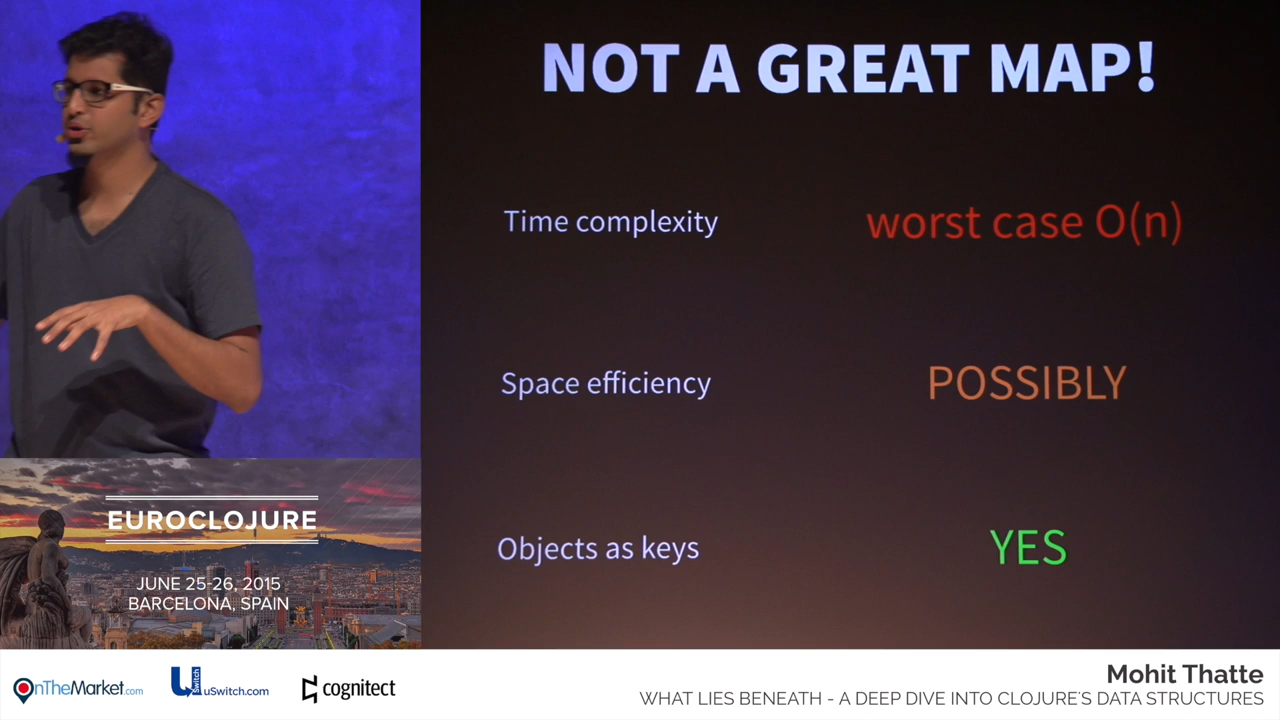 NOT A GREAT MAP!
Time complexity
worst case O(n)
Space efficiency
POSSIBLY
Objects as keys
YES
EUROCLOJURE
JUNE 25-26, 2015
BARCELONA, SPAIN
OnTheMarket.com
USwitch
uSwitch.com
cognitect
Mohit Thatte
WHAT LIES BENEATH - A DEEP DIVE INTO CLOJURE'S DATA STRUCTURES